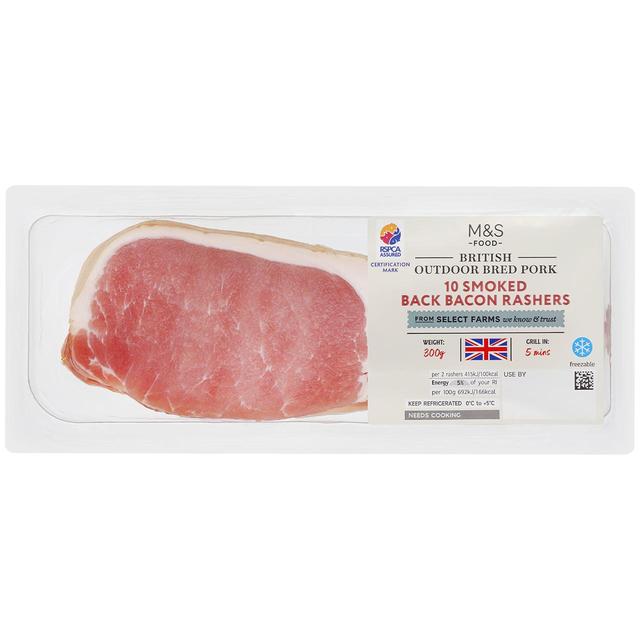 RSPCA
ASSURED
CERTIFICATION
MARK
M&S
-FOOD-
BRITISH
OUTDOOR BRED PORK
10 SMOKED
BACK BACON RASHERS
FROM SELECT FARMS we know & trust
WEIGHT:
300g
GRILL IN:
5 mins
freezable
per 2 rashers 415kJ/100kcal
Energy 5% of your RI
per 100g 692kJ/166kcal
USE BY
KEEP REFRIGERATED 0°C to +5°C
NEEDS COOKING